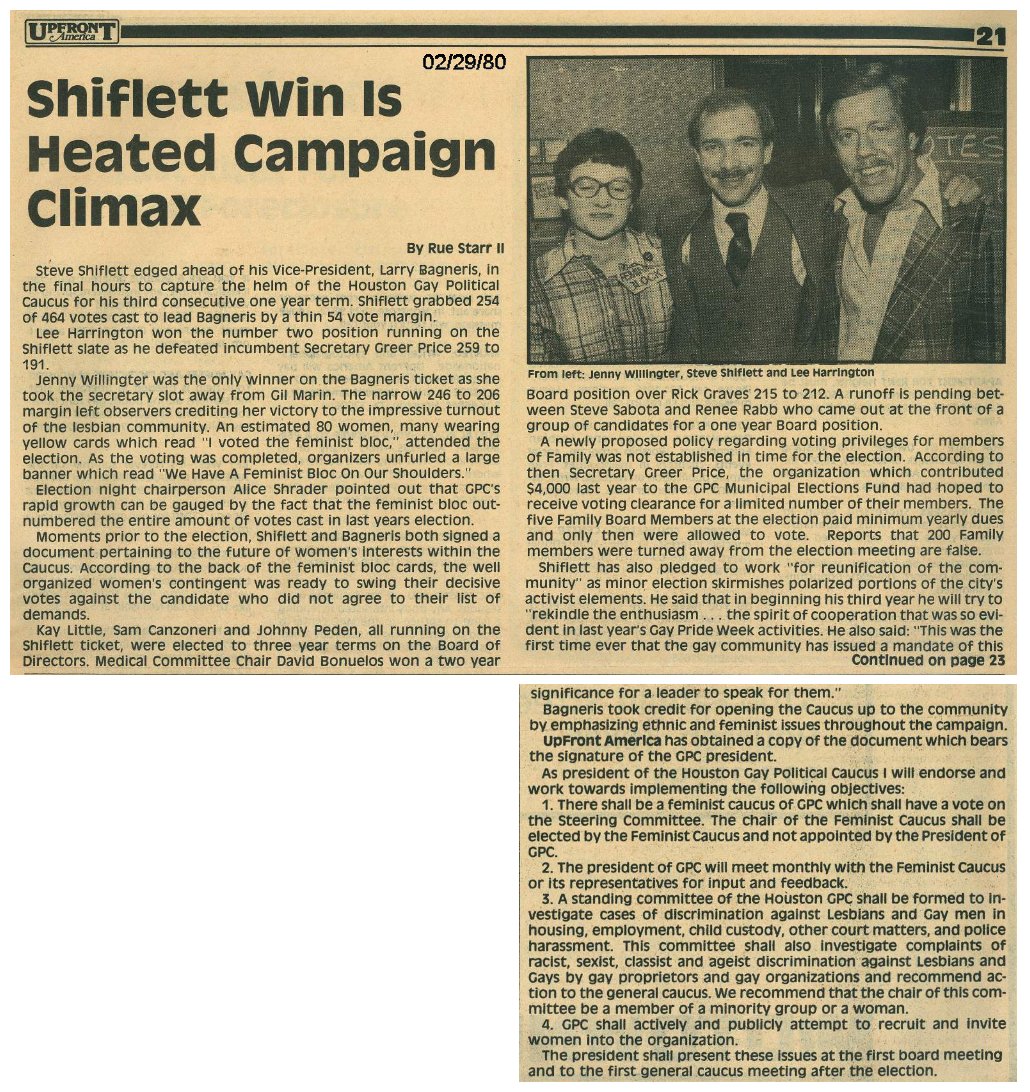 UPFRONT
America
21
02/29/80
Shiflett Win Is
Heated Campaign
Climax
By Rue Starr II
Steve Shiflett edged ahead of his Vice-President, Larry Bagneris, in
the final hours to capture the helm of the Houston Gay Political
Caucus for his third consecutive one year term. Shiflett grabbed 254
of 464 votes cast to lead Bagneris by a thin 54 vote margin.
Lee Harrington won the number two position running on the
Shiflett slate as he defeated incumbent Secretary Greer Price 259 to
191.
Jenny Willingter was the only winner on the Bagneris ticket as she
took the secretary slot away from Gil Marin. The narrow 246 to 206
margin left observers crediting her victory to the impressive turnout
of the lesbian community. An estimated 80 women, many wearing
yellow cards which read "I voted the feminist bloc," attended the
election. As the voting was completed, organizers unfurled a large
banner which read "We Have A Feminist Bloc On Our Shoulders."
Election night chairperson Alice Shrader pointed out that GPC's
rapid growth can be gauged by the fact that the feminist bloc out-
numbered the entire amount of votes cast in last years election.
Moments prior to the election, Shiflett and Bagneris both signed a
document pertaining to the future of women's interests within the
Caucus. According to the back of the feminist bloc cards, the well
organized women's contingent was ready to swing their decisive
votes against the candidate who did not agree to their list of
demands.
Kay Little, Sam Canzoneri and Johnny Peden, all running on the
Shiflett ticket, were elected to three year terms on the Board of
Directors. Medical Committee Chair David Bonuelos won a two year
OTES
BLOCK
From left: Jenny Willingter, Steve Shiflett and Lee Harrington
Board position over Rick Graves 215 to 212. A runoff is pending bet-
ween Steve Sabota and Renee Rabb who came out at the front of a
group of candidates for a one year Board position.
A newly proposed policy regarding voting privileges for members
of Family was not established in time for the election. According to
then Secretary Greer Price, the organization which contributed
$4,000 last year to the GPC Municipal Elections Fund had hoped to
receive voting clearance for a limited number of their members. The
five Family Board Members at the election paid minimum yearly dues
and only then were allowed to vote. Reports that 200 Family
members were turned away from the election meeting are false.
Shiflett has also pledged to work "for reunification of the com-
munity" as minor election skirmishes polarized portions of the city's
activist elements. He said that in beginning his third year he will try to
"rekindle the enthusiasm . . . the spirit of cooperation that was so evi-
dent in last year's Gay Pride Week activities. He also said: "This was the
first time ever that the gay community has issued a mandate of this
Continued on page 23
significance for a leader to speak for them."
Bagneris took credit for opening the Caucus up to the community
by emphasizing ethnic and feminist issues throughout the campaign.
UpFront America has obtained a copy of the document which bears
the signature of the GPC president.
As president of the Houston Gay Political Caucus I will endorse and
work towards implementing the following objectives:
1. There shall be a feminist caucus of GPC which shall have a vote on
the Steering Committee. The chair of the Feminist Caucus shall be
elected by the Feminist Caucus and not appointed by the President of
GPC.
2. The president of GPC will meet monthly with the Feminist Caucus
or its representatives for input and feedback.
3. A standing committee of the Houston GPC shall be formed to in-
vestigate cases of discrimination against Lesbians and Gay men in
housing, employment, child custody, other court matters, and police
harassment. This committee shall also investigate complaints of
racist, sexist, classist and ageist discrimination against Lesbians and
Gays by gay proprietors and gay organizations and recommend ac-
tion to the general caucus. We recommend that the chair of this com-
mittee be a member of a minority group or a woman.
4. GPC shall actively and publicly attempt to recruit and invite
women into the organization.
The president shall present these issues at the first board meeting
and to the first general caucus meeting after the election.